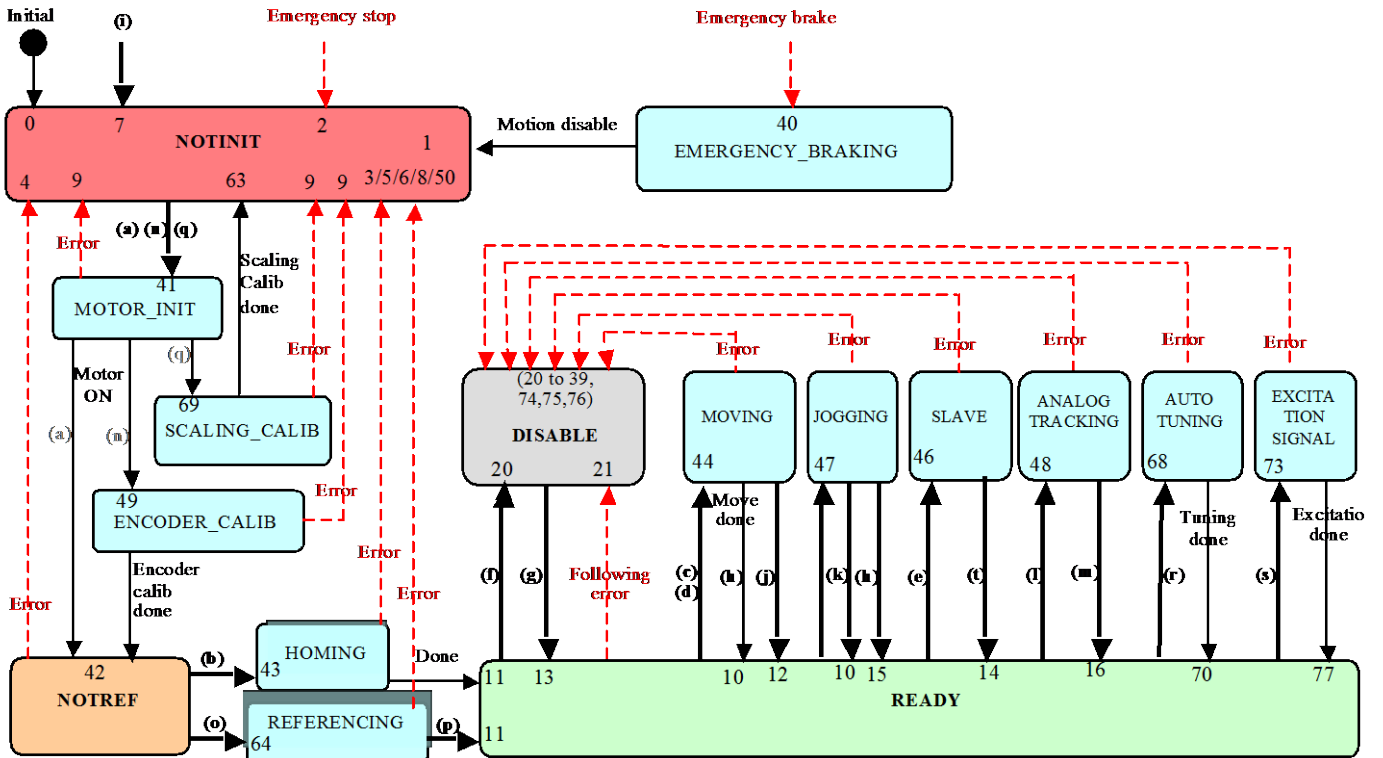 Initial
(i)
Emergency stop
Emergency brake
0
7
2
NOTINIT
1
4
9
63
9
9
3/5/6/8/50
Motion disable
40
EMERGENCY_BRAKING
(a) (n) (q)
Error
Scaling
Calib
done
41
MOTOR_INIT
(q)
Motor
ON
(a)
(n)
Error
69
SCALING_CALIB
49
ENCODER_CALIB
Error
Encoder
calib
done
Error
Error
Error
Error
Error
Error
Error
Error
Error
Error
(20 to 39,
74,75,76)
DISABLE
20
21
MOVING
44
JOGGING
47
SLAVE
46
ANALOG
TRACKING
48
AUTO
TUNING
68
EXCITA
TION
SIGNAL
73
Move
done
Tuning
done
Excitatio
done
(f)
(g)
Following
error
(c)
(d)
(h)
(j)
(k)
(h)
(e)
(t)
(l)
(m)
(r)
(s)
42
NOTREF
(b)
(o)
43
HOMING
Done
64
REFERENCING
(p)
11
13
10
12
10
15
14
16
70
77
READY
11